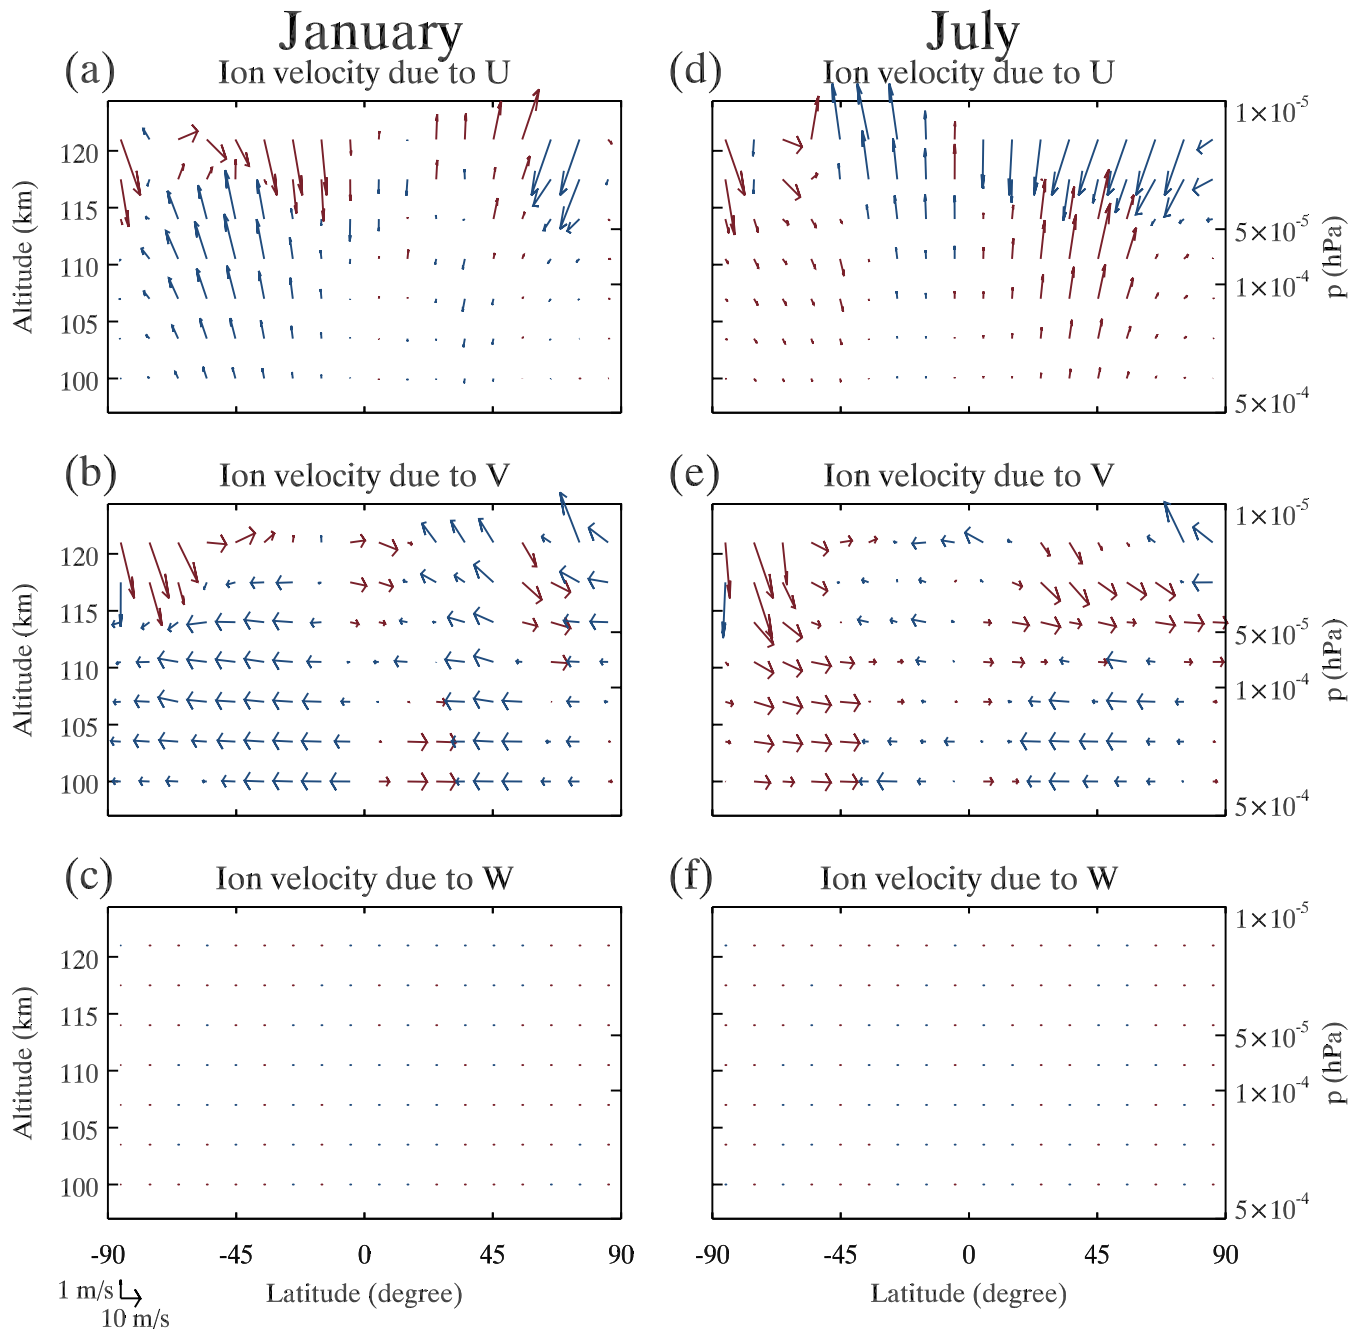 January
July
(a)
Ion velocity due to U
(d)
Ion velocity due to U
120
115
110
105
100
Altitude (km)
1×10-5
5×10-5
1×10-4
5×10-4
p (hPa)
(b)
Ion velocity due to V
(e)
Ion velocity due to V
120
115
110
105
100
Altitude (km)
1×10-5
5×10-5
1×10-4
5×10-4
p (hPa)
(c)
Ion velocity due to W
(f)
Ion velocity due to W
120
115
110
105
100
Altitude (km)
1×10-5
5×10-5
1×10-4
5×10-4
p (hPa)
-90 -45 0 45 90
-90 -45 0 45 90
Latitude (degree)
Latitude (degree)
1 m/s
10 m/s